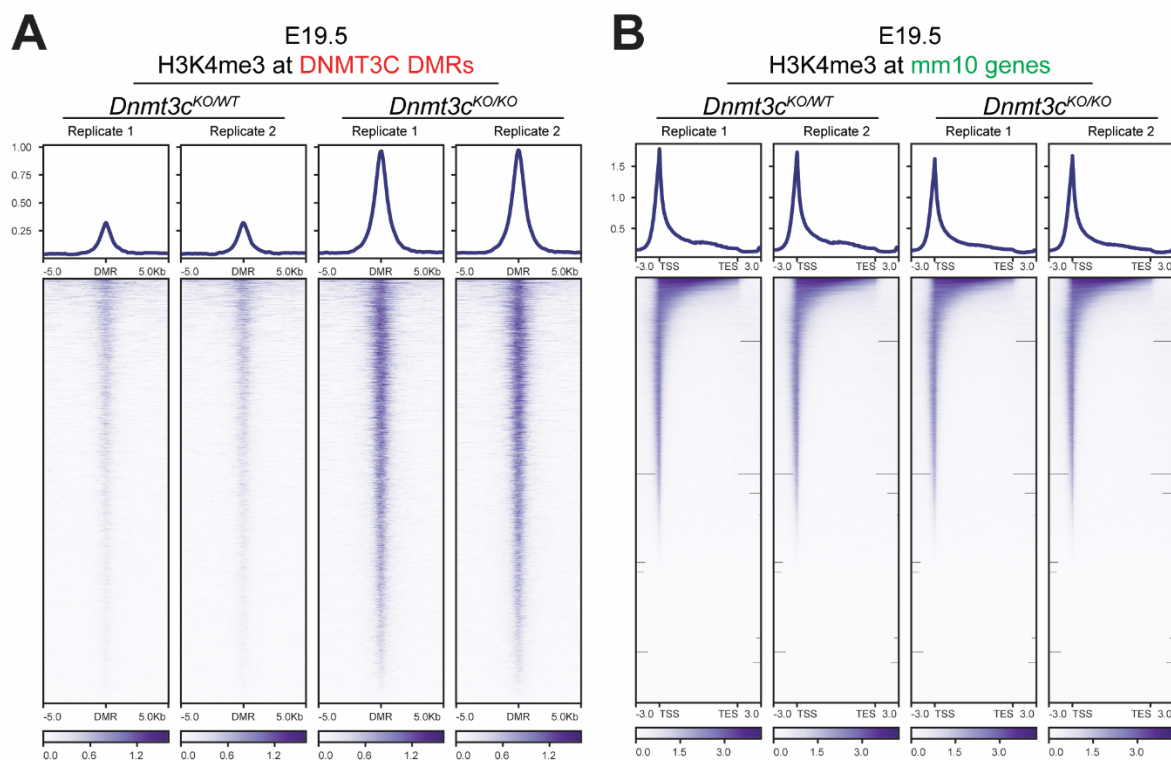 A
E19.5
H3K4me3 at DNMT3C DMRs
Dnmt3cKO/WT Dnmt3cKO/KO
Replicate 1 Replicate 2 Replicate 1 Replicate 2
1.00
0.75
0.50
0.25
-5.0 DMR 5.0Kb -5.0 DMR 5.0Kb -5.0 DMR 5.0Kb -5.0 DMR 5.0Kb
-5.0 DMR 5.0Kb -5.0 DMR 5.0Kb -5.0 DMR 5.0Kb -5.0 DMR 5.0Kb
0.0 0.6 1.2 0.0 0.6 1.2 0.0 0.6 1.2 0.0 0.6 1.2
B
E19.5
H3K4me3 at mm10 genes
Dnmt3cKO/WT Dnmt3cKO/KO
Replicate 1 Replicate 2 Replicate 1 Replicate 2
1.5
1.0
0.5
-3.0 TSS TES 3.0 -3.0 TSS TES 3.0 -3.0 TSS TES 3.0 -3.0 TSS TES 3.0
-3.0 TSS TES 3.0 -3.0 TSS TES 3.0 -3.0 TSS TES 3.0 -3.0 TSS TES 3.0
0.0 1.5 3.0 0.0 1.5 3.0 0.0 1.5 3.0 0.0 1.5 3.0